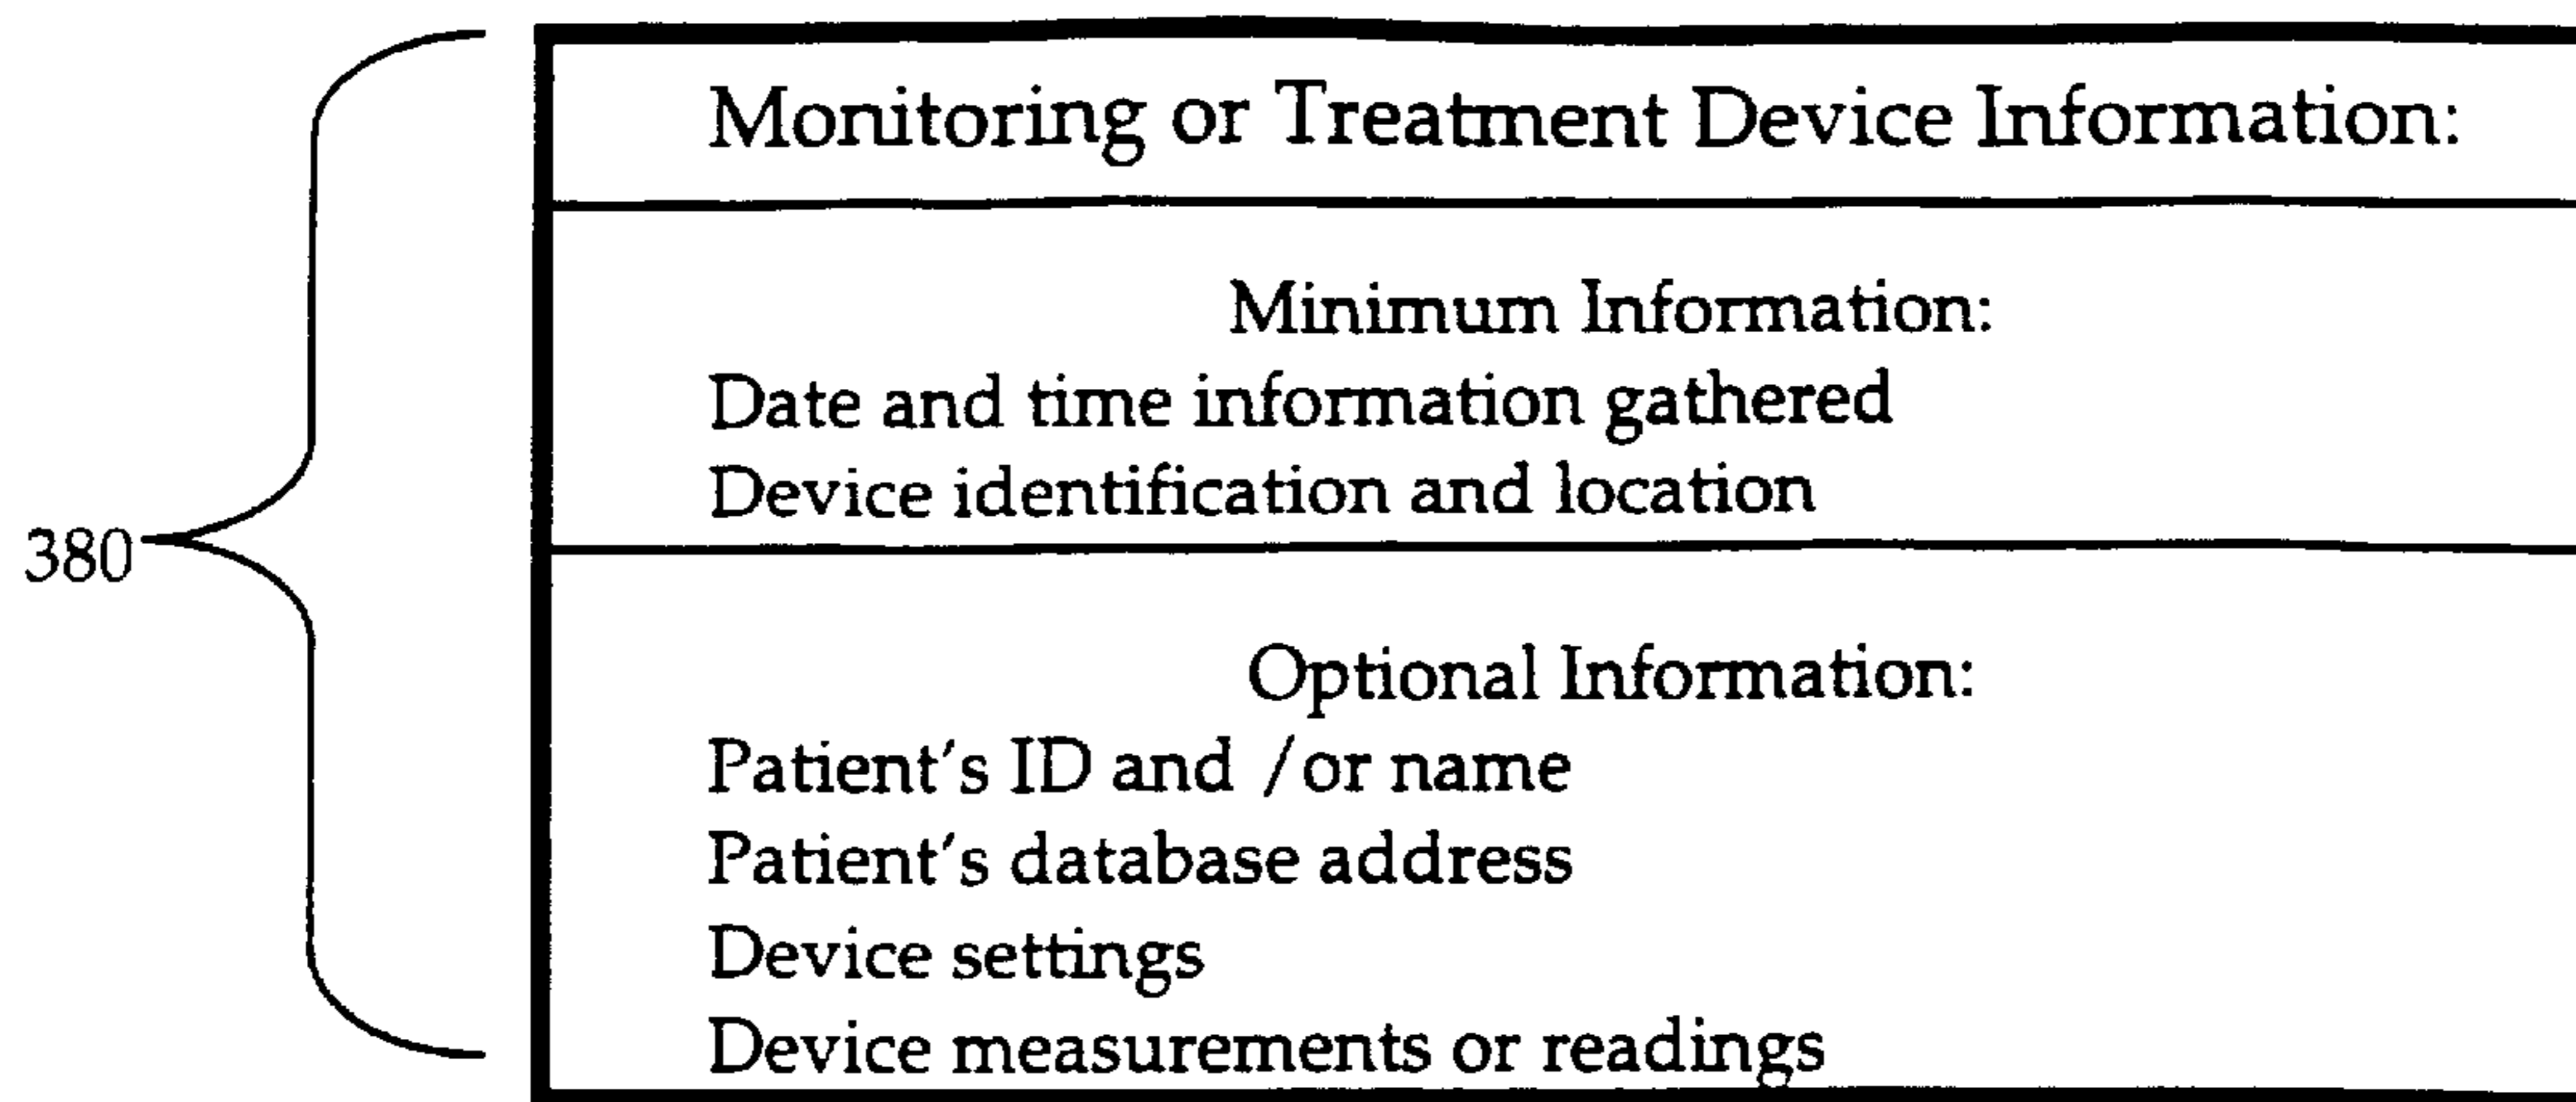 Monitoring or Treatment Device Information:
Minimum Information:
Date and time information gathered
Device identification and location
380
Optional Information:
Patient's ID and /or name
Patient's database address
Device settings
Device measurements or readings